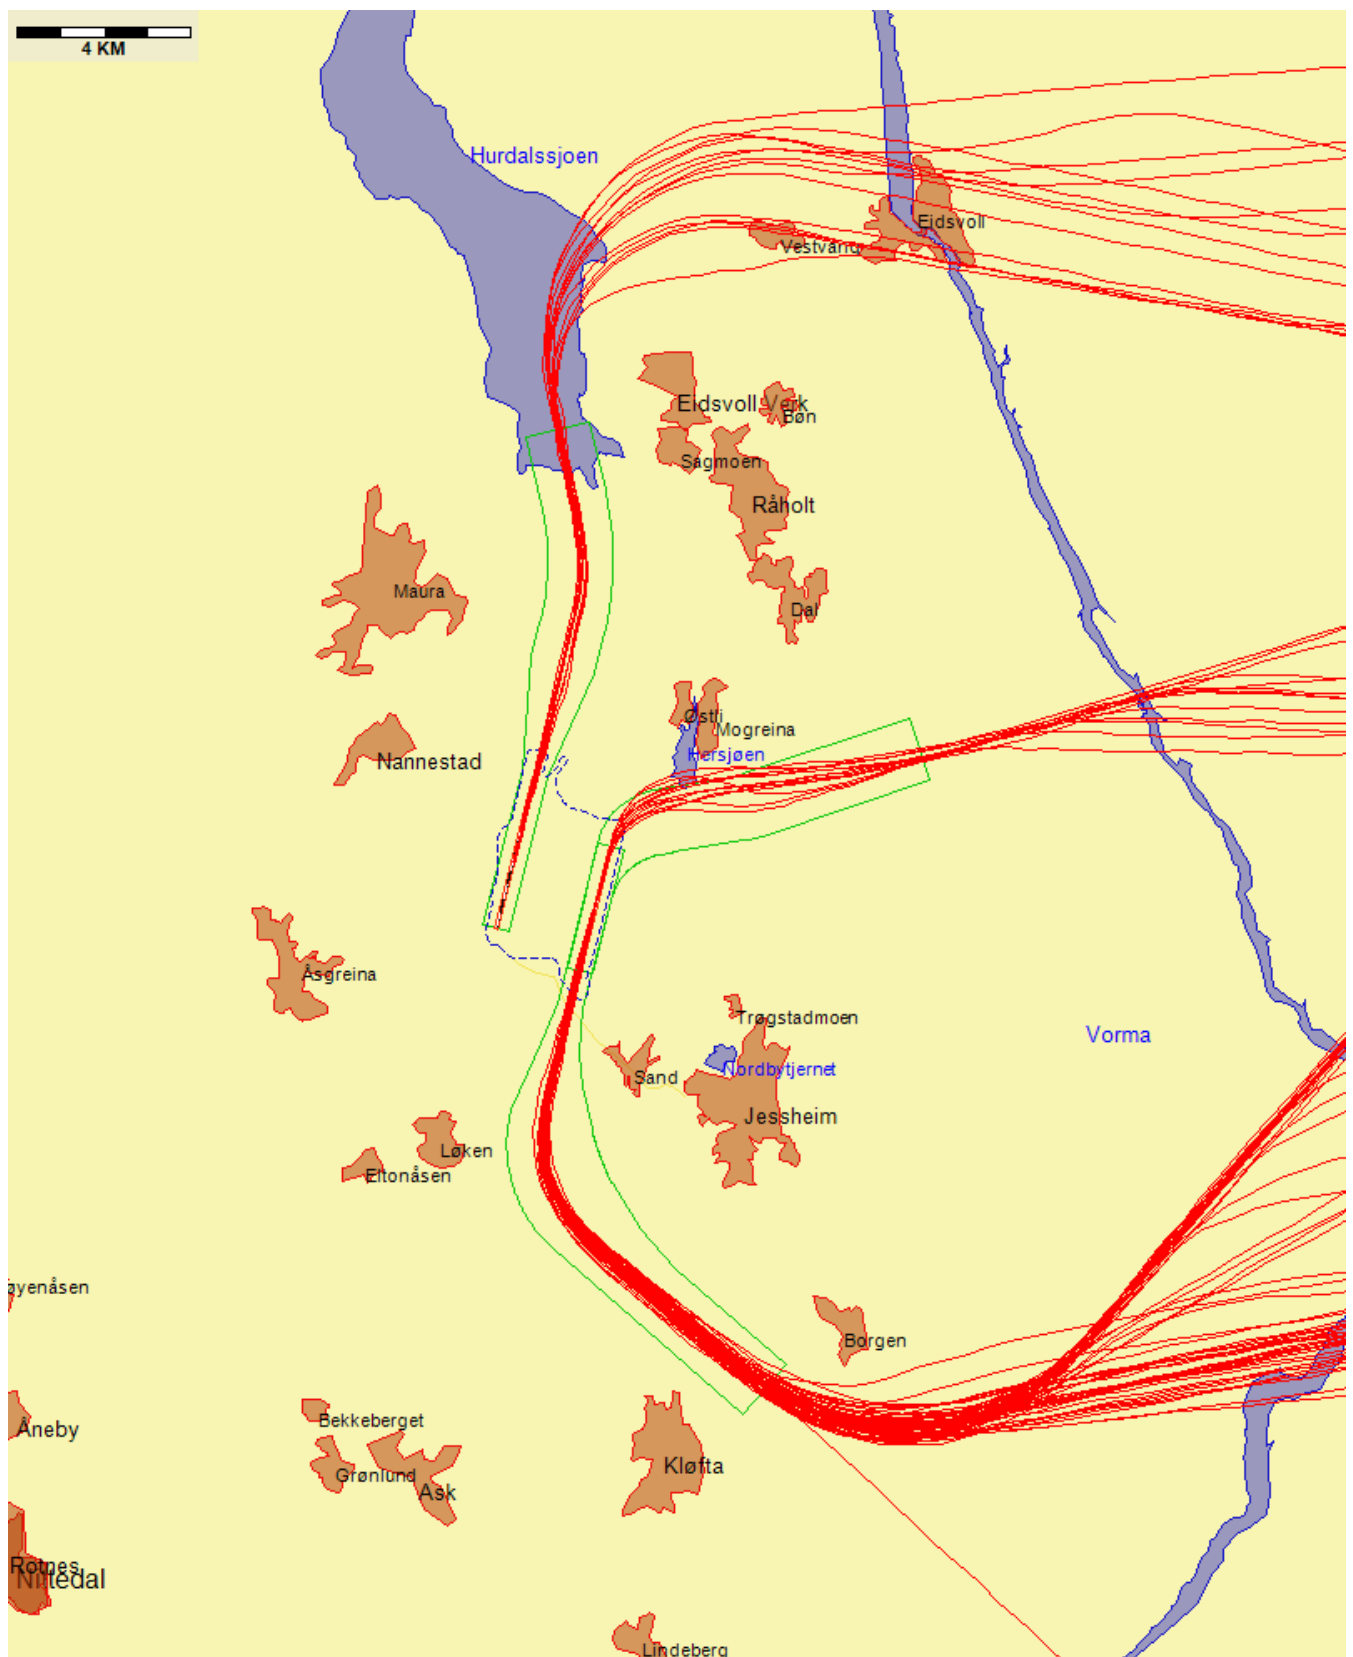 4 KM
Hurdalssjoen
Eidsvoll
Vestvang
Eidsvoll Verk
Bøn
Sagmoen
Råholt
Maura
Dal
Østli
Mogreina
Hersjøen
Nannestad
Åsgreina
Trøgstadmoen
Vorma
Sand
Nordbytjernet
Jessheim
Løken
Eltonåsen
øyenåsen
Borgen
Bekkeberget
Åneby
Grønlund
Kløfta
Ask
Rotnes
Nittedal
Lindeberg